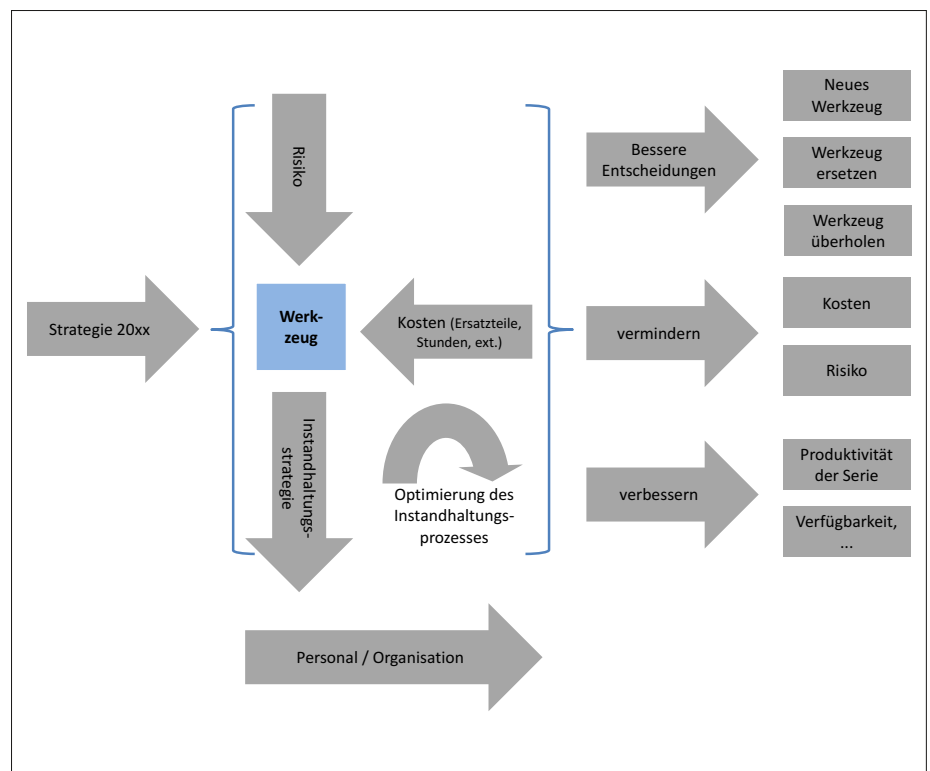 Strategie 20xx
Risiko
Werk-
zeug
Kosten (Ersatzteile,
Stunden, ext.)
Instandhaltungs-
strategie
Optimierung des
Instandhaltungs-
prozesses
Personal / Organisation
Bessere
Entscheidungen
Neues
Werkzeug
Werkzeug
ersetzen
Werkzeug
überholen
vermindern
Kosten
Risiko
verbessern
Produktivität
der Serie
Verfügbarkeit,
...